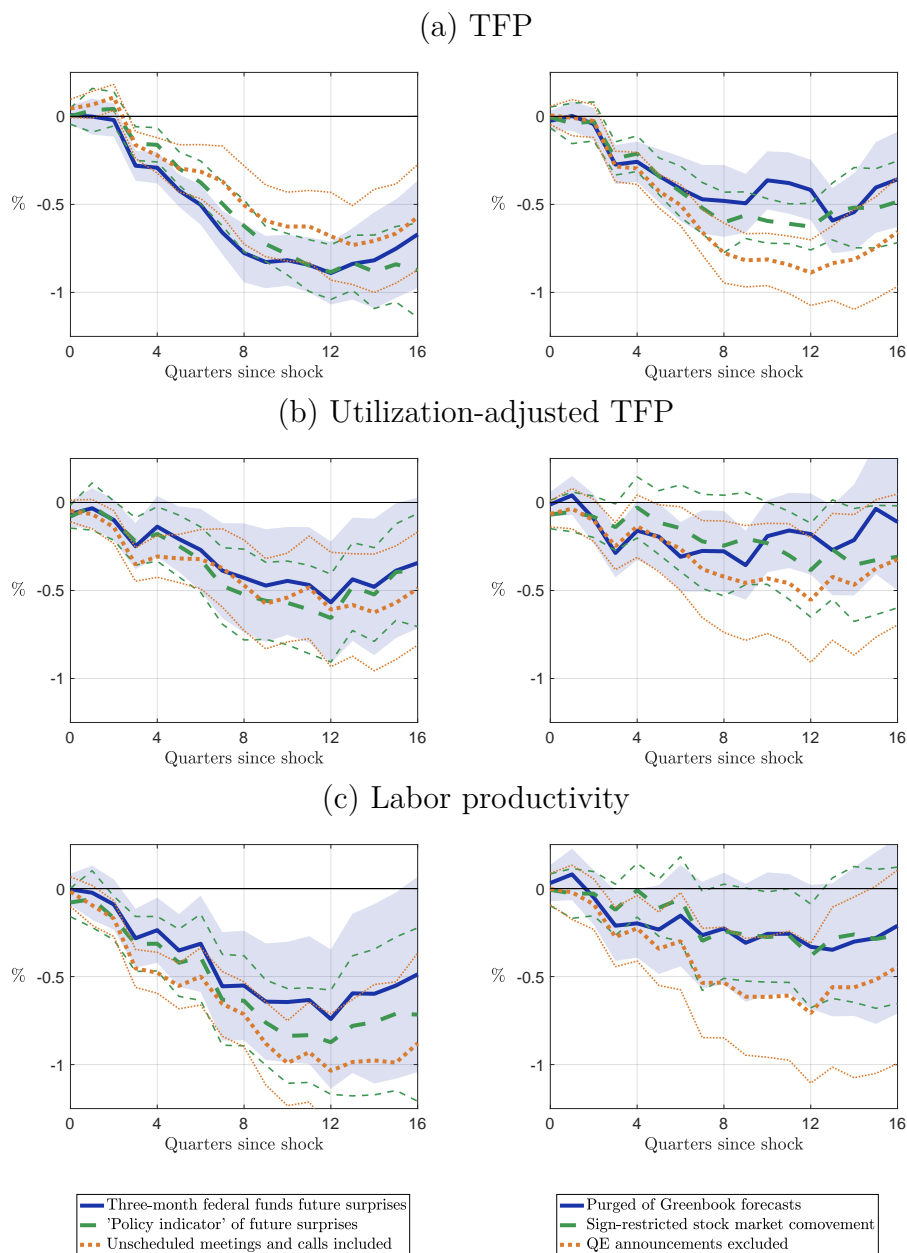 (a) TFP
0
-0.5
-1
%
0 4 8 12 16
Quarters since shock
0
-0.5
-1
%
0 4 8 12 16
Quarters since shock
(b) Utilization-adjusted TFP
0
-0.5
-1
%
0 4 8 12 16
Quarters since shock
0
-0.5
-1
%
0 4 8 12 16
Quarters since shock
(c) Labor productivity
0
-0.5
-1
%
0 4 8 12 16
Quarters since shock
0
-0.5
-1
%
0 4 8 12 16
Quarters since shock
Three-month federal funds future surprises
'Policy indicator' of future surprises
Unscheduled meetings and calls included
Purged of Greenbook forecasts
Sign-restricted stock market comovement
QE announcements excluded